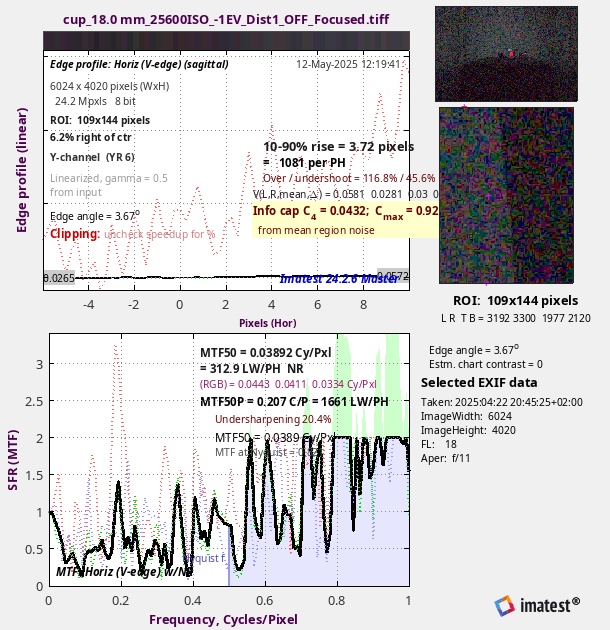 cup_18.0 mm_25600ISO_-1EV_Dist1_OFF_Focused.tiff
Edge profile: Horiz (V-edge) (sagittal)
12-May-2025 12:19:41
6024 x 4020 pixels (WxH)
24.2 Mpxls 8 bit
ROI: 109x144 pixels
6.2% right of ctr
Y-channel (YR 6)
Linearized, gamma = 0.5
from input
Edge angle = 3.67°
Clipping: uncheck speedup for %
10-90% rise = 3.72 pixels
= 1081 per PH
Over / undershoot = 116.8% / 45.6%
V(L,R,mean,△) = 0.0581 0.0281 0.03 0
Info cap C4 = 0.0432; Cmax = 0.92
from mean region noise
0.0265
0.0572
Imatest 24.2.6 Master
Edge profile (linear)
-4 -2 0 2 4 6 8
Pixels (Hor)
ROI: 109x144 pixels
L R T B = 3192 3300 1977 2120
Edge angle = 3.67°
Estm. chart contrast = 0
Selected EXIF data
Taken: 2025:04:22 20:45:25+02:00
ImageWidth: 6024
ImageHeight: 4020
FL: 18
Aper: f/11
MTF50 = 0.03892 Cy/Pxl
= 312.9 LW/PH NR
(RGB) = 0.0443 0.0411 0.0334 Cy/Pxl
MTF50P = 0.207 C/P = 1661 LW/PH
Undersharpening 20.4%
MTF50 = 0.0389 Cy/Pxl
MTF at Nyquist =
Nyquist f.
MTF: Horiz (V-edge) w/NR
SFR (MTF)
3
2.5
2
1.5
1
0.5
0
0 0.2 0.4 0.6 0.8 1
Frequency, Cycles/Pixel
imatest®